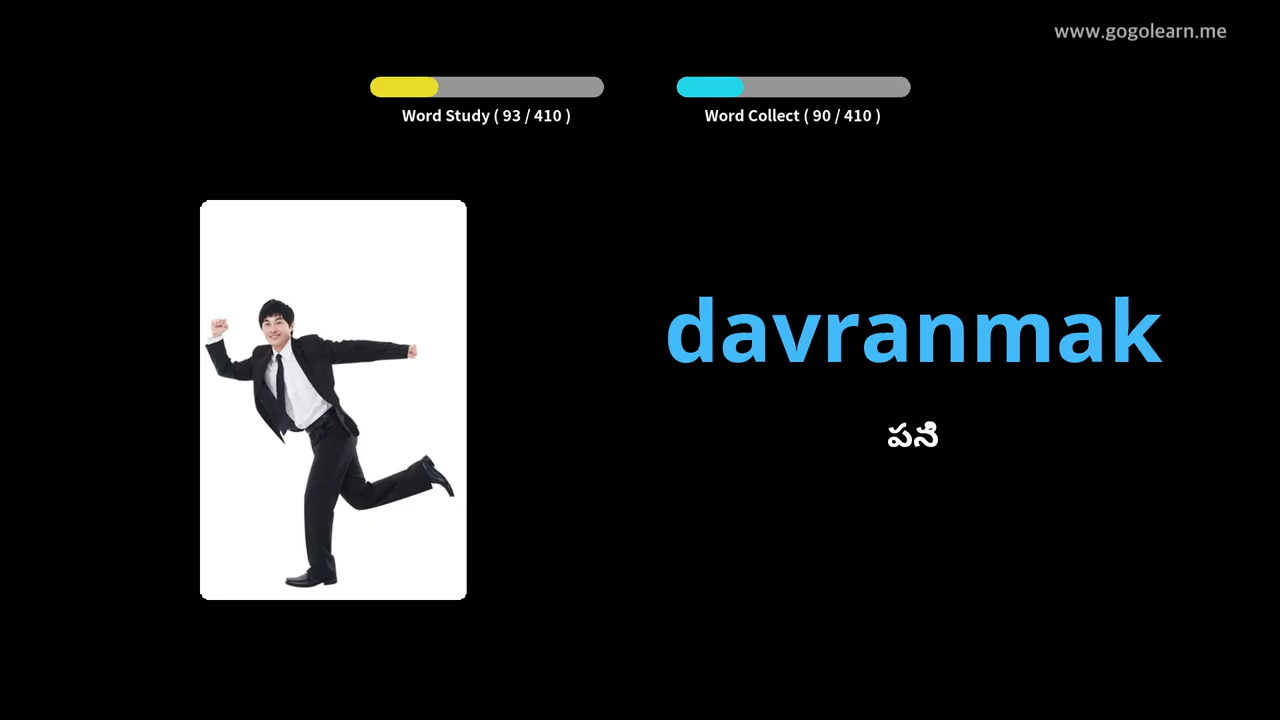 www.gogolearn.me
Word Study ( 93 / 410 )
Word Collect ( 90 / 410 )
davranmak
పని